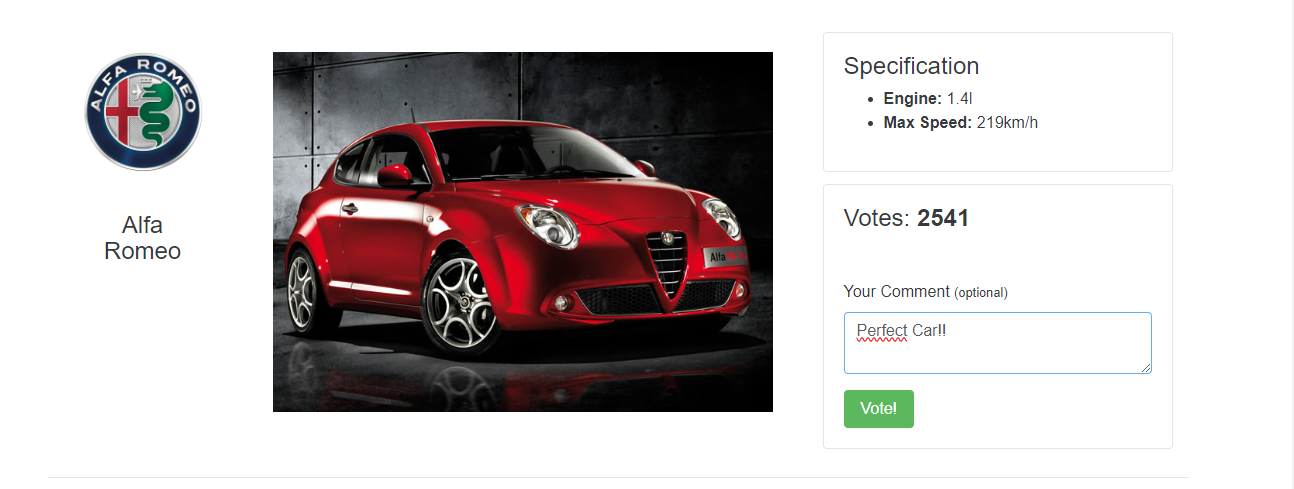 ALFA ROMEO
Alfa
Romeo
Alfa
Specification
Engine: 1.4l
Max Speed: 219km/h
Votes: 2541
Your Comment (optional)
Perfect Car!!
Vote!